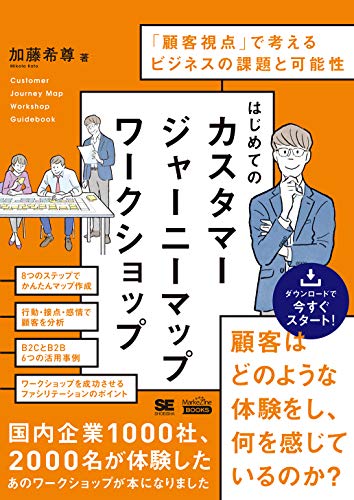 加藤希尊 著
Mikoto Kato
Customer
Journey Map
Workshop
Guidebook
「顧客視点」で考える
ビジネスの課題と可能性
はじめての
カスタマー
ジャーニーマップ
ワークショップ
8つのステップで
かんたんマップ作成
行動・接点・感情で
顧客を分析
B2CとB2B
6つの活用事例
ワークショップを成功させる
ファシリテーションのポイント
ダウンロードで
今すぐ
スタート!
顧客は
どのような
体験をし、
何を感じて
いるのか?
SE
SHOEISHA
MarkeZine
BOOKS
国内企業1000社、
2000名が体験した
あのワークショップが本になりました